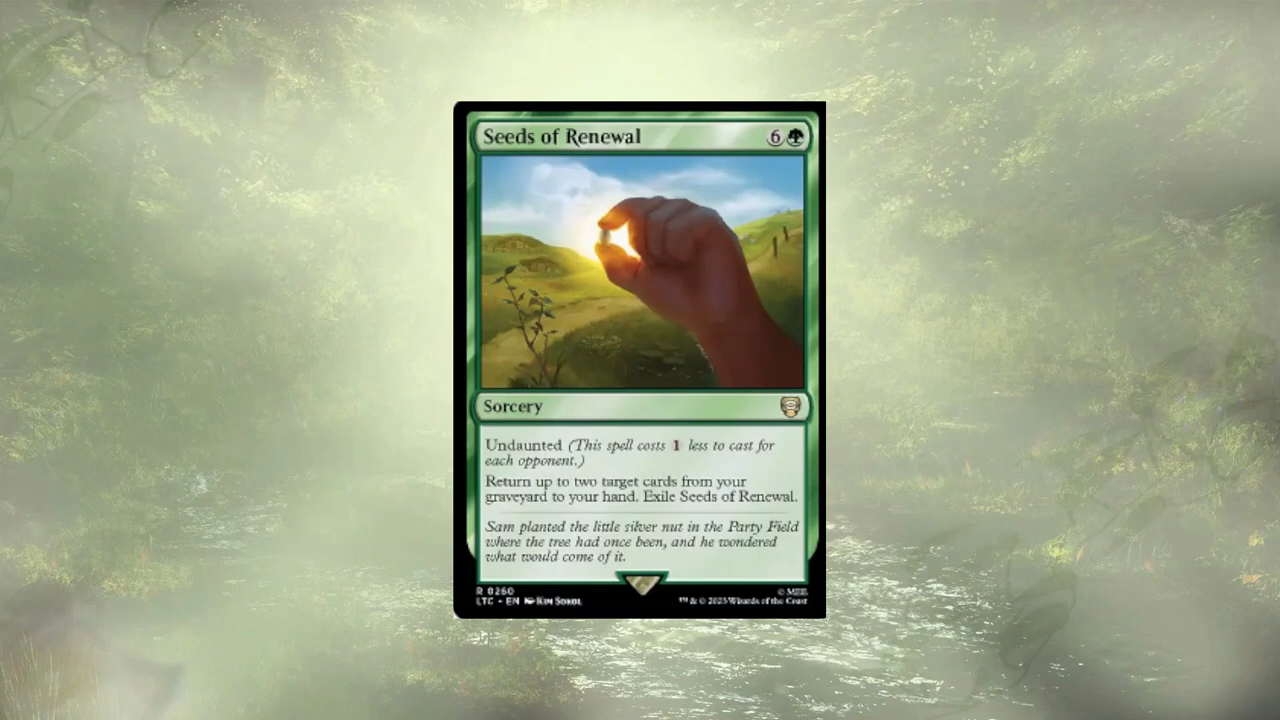 Seeds of Renewal 6
Sorcery
Undaunted (This spell costs 1 less to cast for
each opponent.)
Return up to two target cards from your
graveyard to your hand. Exile Seeds of Renewal.
Sam planted the little silver nut in the Party Field
where the tree had once been, and he wondered
what would come of it.
R 0260
LTC • EN Kim Sokol
© MEE
™ & © 2023 Wizards of the Coast